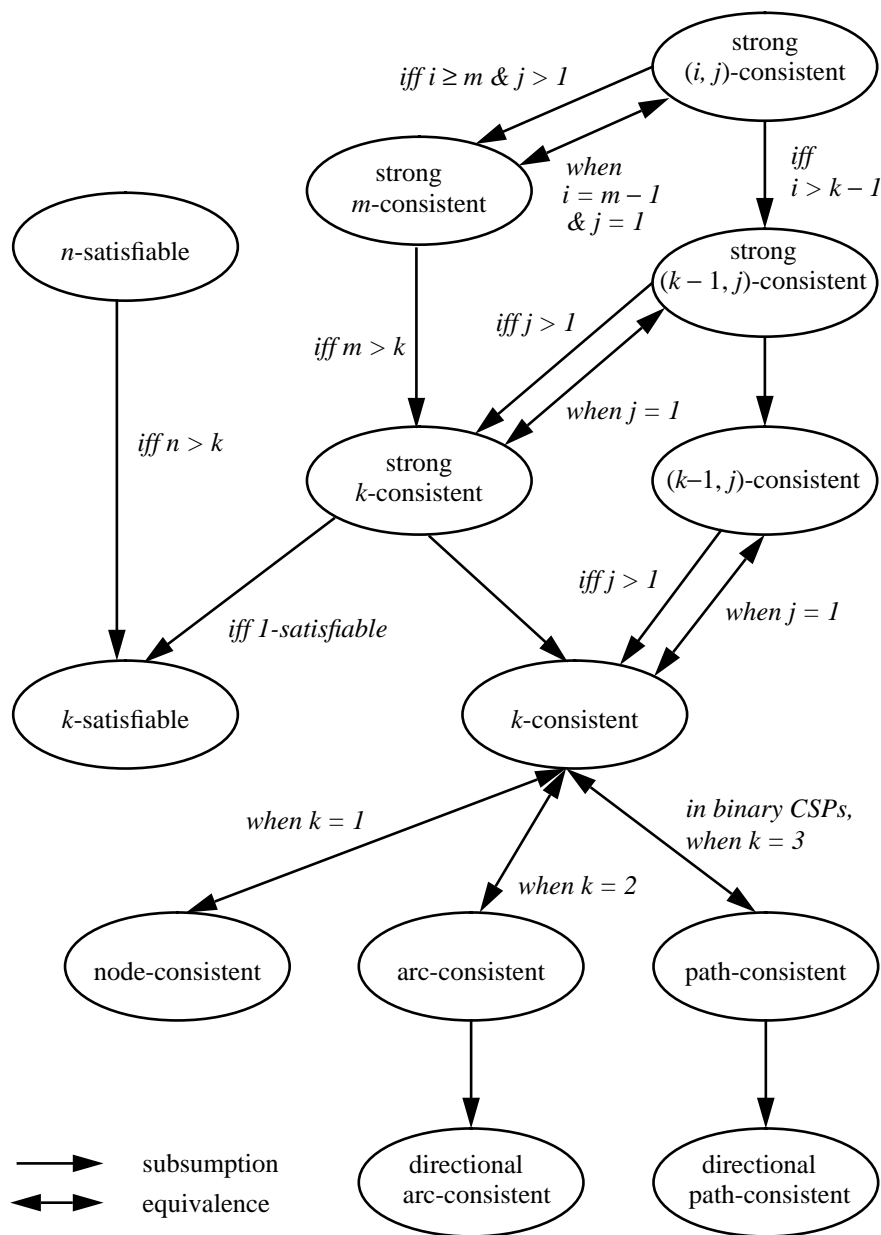 strong
(i, j)-consistent
iff i ≥ m & j > 1
strong
m-consistent
when
i = m – 1
& j = 1
iff
i > k – 1
n-satisfiable
strong
(k – 1, j)-consistent
iff j > 1
iff m > k
when j = 1
iff n > k
strong
k-consistent
(k–1, j)-consistent
iff j > 1
when j = 1
iff 1-satisfiable
k-satisfiable
k-consistent
when k = 1
when k = 2
in binary CSPs,
when k = 3
node-consistent
arc-consistent
path-consistent
subsumption
equivalence
directional
arc-consistent
directional
path-consistent